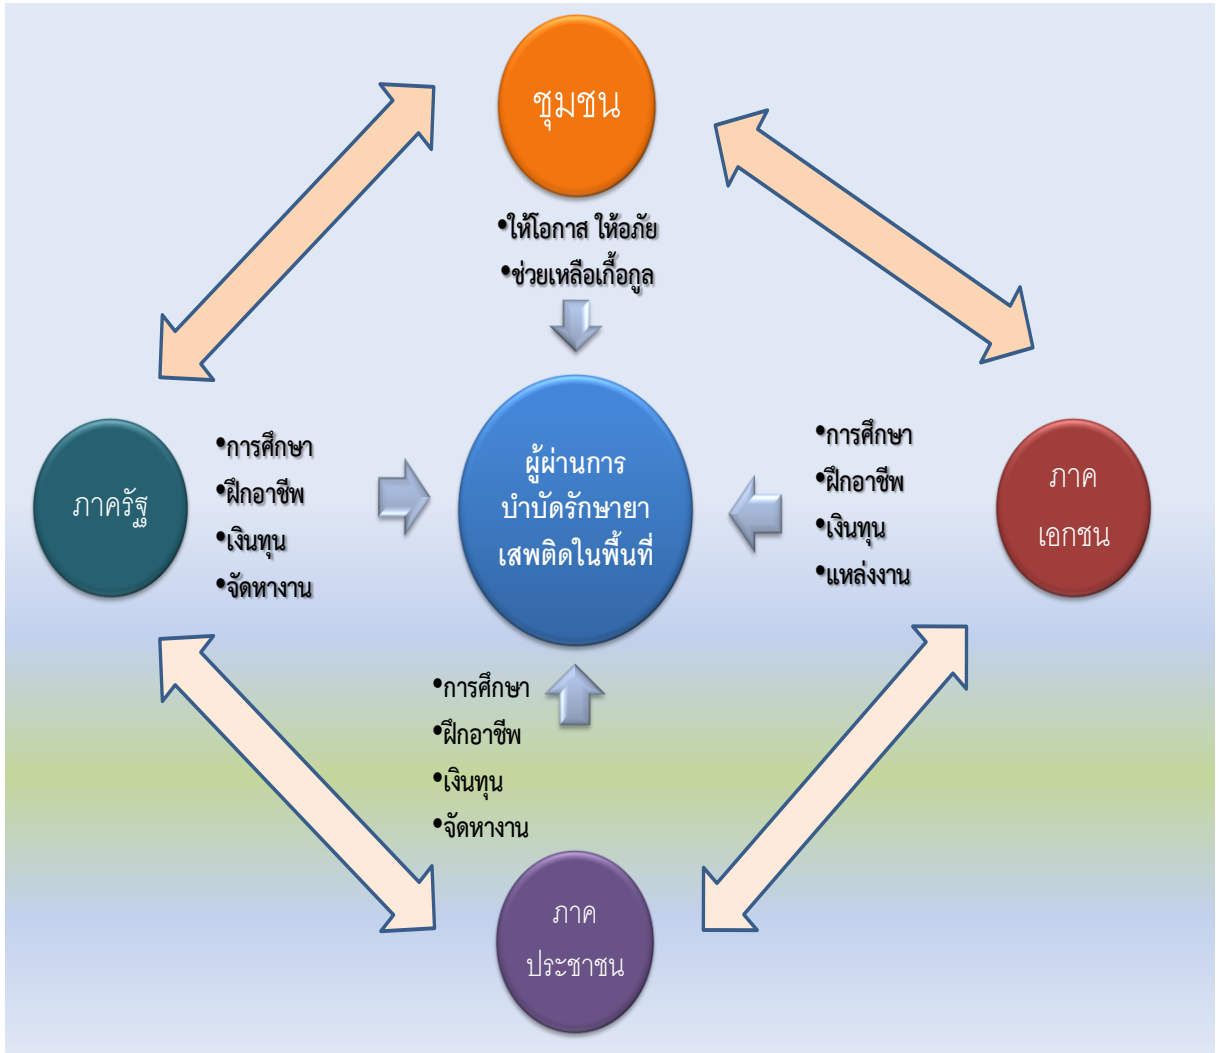 ชุมชน
•ให้โอกาส ให้อภัย
•ช่วยเหลือเกื้อกูล
ภาครัฐ
•การศึกษา
•ฝึกอาชีพ
•เงินทุน
•จัดหางาน
ผู้ผ่านการ
บำบัดรักษายา
เสพติดในพื้นที่
•การศึกษา
•ฝึกอาชีพ
•เงินทุน
•แหล่งงาน
ภาค
เอกชน
•การศึกษา
•ฝึกอาชีพ
•เงินทุน
•จัดหางาน
ภาค
ประชาชน